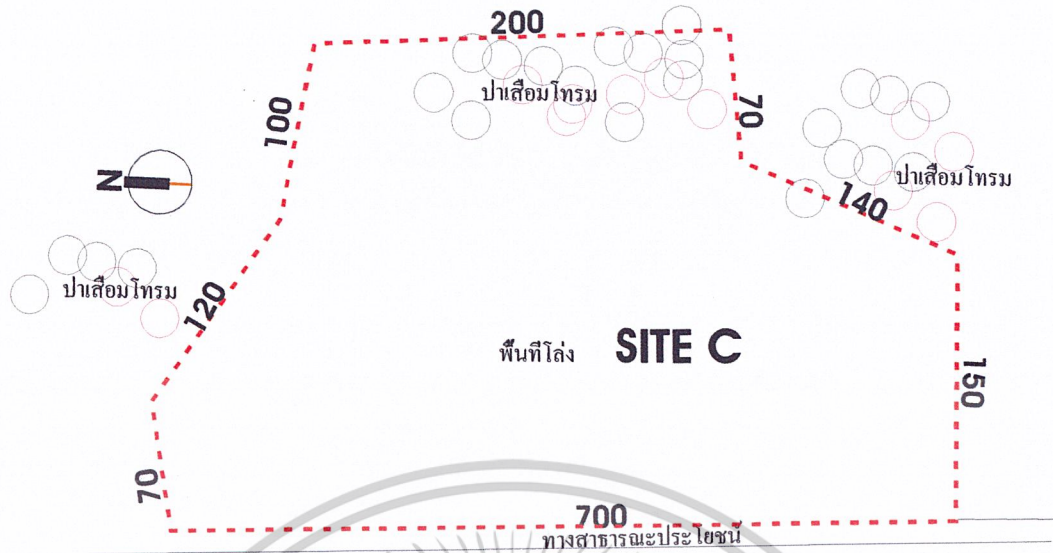 200
ป่าเสื่อมโทรม
100
70
N
ป่าเสื่อมโทรม
140
ป่าเสื่อมโทรม
120
พื้นที่โล่ง SITE C
150
70
700
ทางสาธารณะประโยชน์